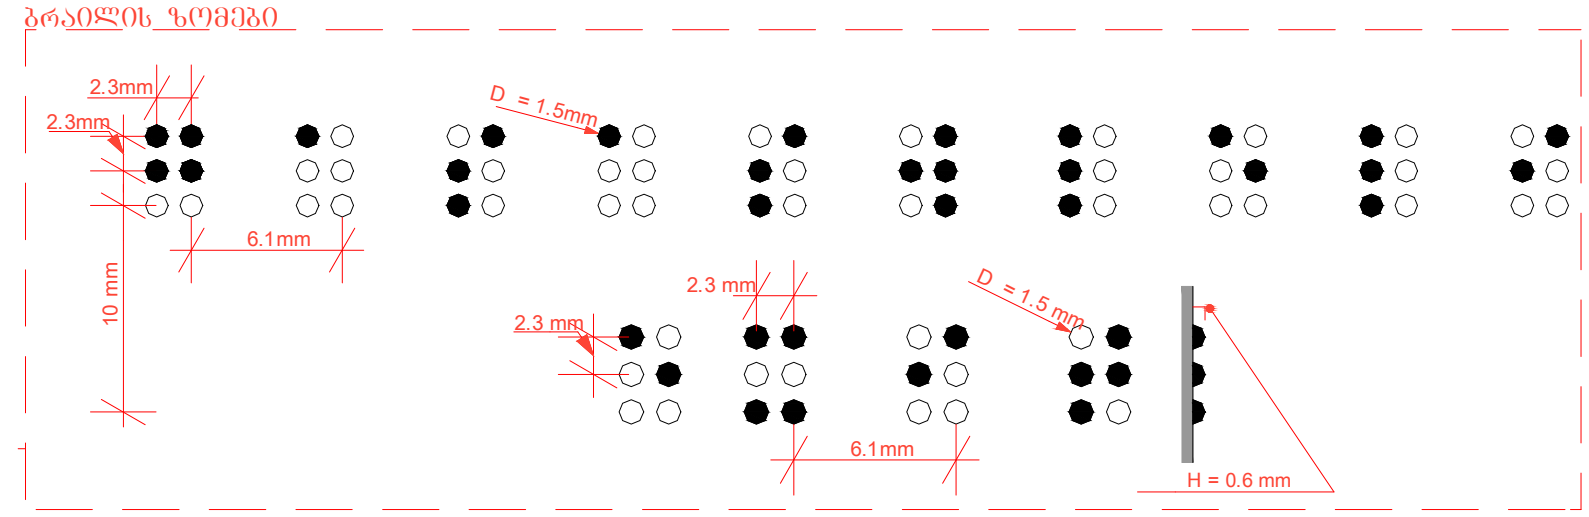 ბრაილის ზომები
2.3mm
2.3mm
D = 1.5mm
6.1mm
10 mm
2.3 mm
D = 1.5 mm
2.3 mm
6.1mm
H = 0.6 mm